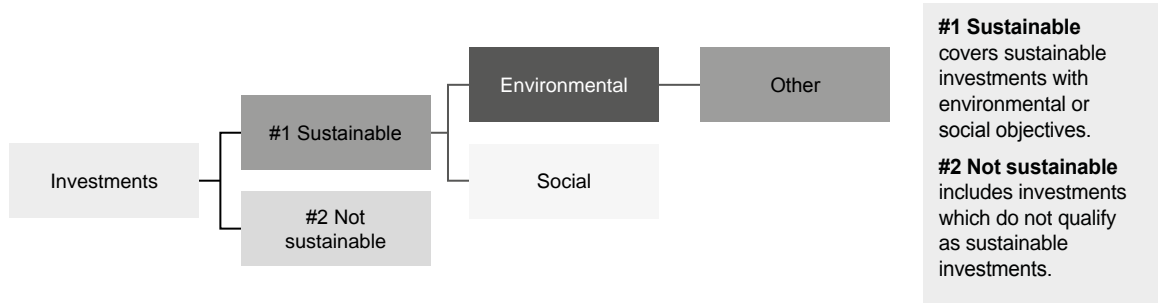 Investments
#1 Sustainable
#2 Not
sustainable
Environmental
Social
Other
#1 Sustainable
covers sustainable
investments with
environmental or
social objectives.
#2 Not sustainable
includes investments
which do not qualify
as sustainable
investments.